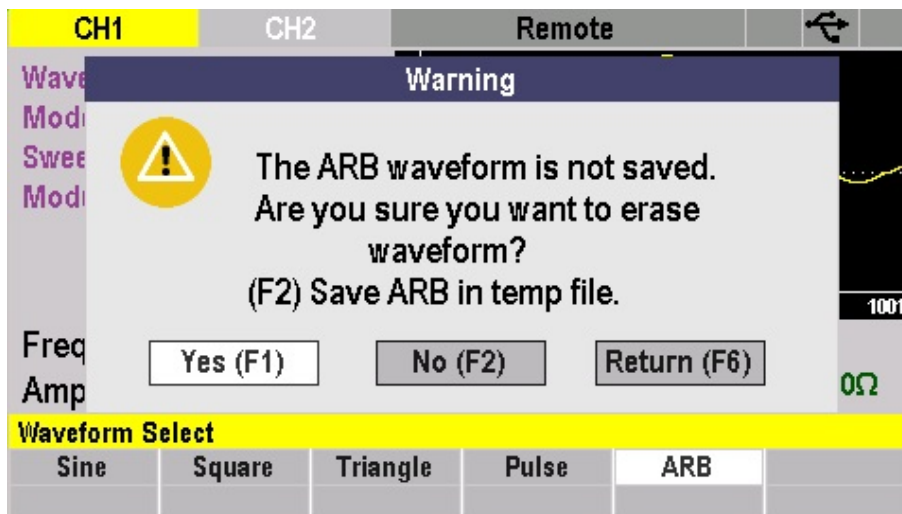 CH1 CH2 Remote
Warning
The ARB waveform is not saved.
Are you sure you want to erase
waveform?
(F2) Save ARB in temp file.
Yes (F1) No (F2) Return (F6)
1001
Freq
Amp 0Ω
Waveform Select
Sine Square Triangle Pulse ARB